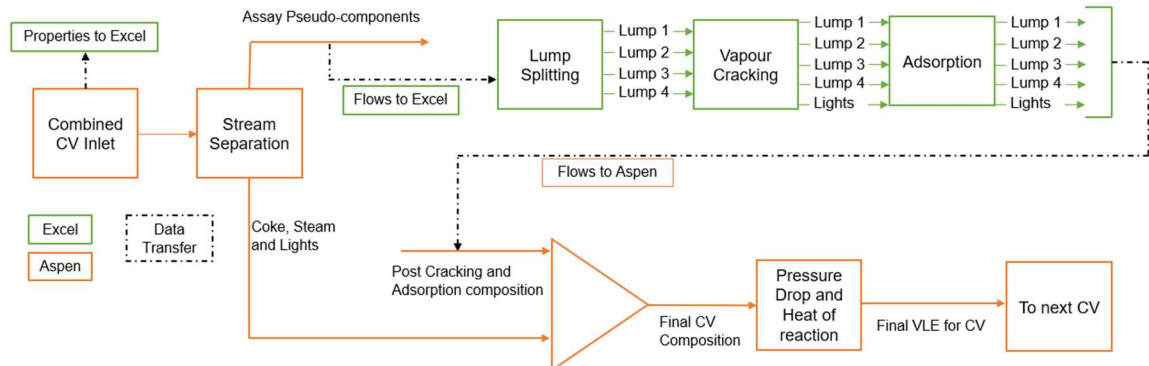 Assay Pseudo-components
Properties to Excel
Flows to Excel
Lump
Splitting
Lump 1
Lump 2
Lump 3
Lump 4
Vapour
Cracking
Lump 1
Lump 2
Lump 3
Lump 4
Lights
Adsorption
Lump 1
Lump 2
Lump 3
Lump 4
Lights
Combined
CV Inlet
Stream
Separation
Flows to Aspen
Excel
Aspen
Data
Transfer
Coke, Steam
and Lights
Post Cracking and
Adsorption composition
Final CV
Composition
Pressure
Drop and
Heat of
reaction
Final VLE for CV
To next CV